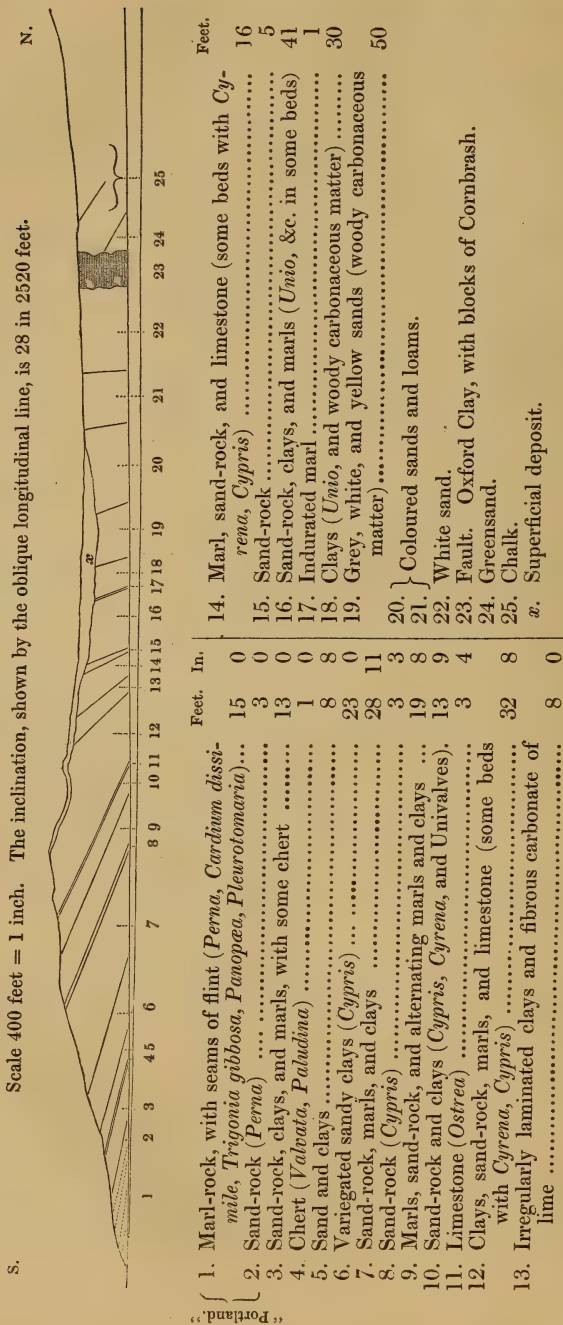 Scale 400 feet = 1 inch. The inclination, shown by the oblique longitudinal line, is 28 in 2520 feet.
S. N.
x
1 2 3 4 5 6 7 8 9 10 11 12 13 14 15 16 17 18 19 20 21 22 23 24 25
"Portland."
Feet. In.
1. Marl-rock, with seams of flint (Perna, Cardium dissi-
mile, Trigonia gibbosa, Panopæa, Pleurotomaria)... 15 0
2. Sand-rock (Perna) .... 3 0
3. Sand-rock, clays, and marls, with some chert ....... 13 0
4. Chert (Valvata, Paludina) .... 1 0
5. Sand and clays .... 8 8
6. Variegated sandy clays (Cypris) .... 23 0
7. Sand-rock, marls, and clays .... 28 11
8. Sand-rock (Cypris) .... 3 3
9. Marls, sand-rock, and alternating marls and clays ... 19 8
10. Sand-rock and clays (Cypris, Cyrena, and Univalves). 13 9
11. Limestone (Ostrea) .... 3 4
12. Clays, sand-rock, marls, and limestone (some beds
with Cyrena, Cypris) .... 32 8
13. Irregularly laminated clays and fibrous carbonate of
lime .... 8 0
Feet.
14. Marl, sand-rock, and limestone (some beds with Cy-
rena, Cypris) .... 16
15. Sand-rock .... 5
16. Sand-rock, clays, and marls (Unio, &c. in some beds) 41
17. Indurated marl .... 1
18. Clays (Unio, and woody carbonaceous matter) ........ 30
19. Grey, white, and yellow sands (woody carbonaceous
matter) .... 50
20. } Coloured sands and loams.
21.
22. White sand.
23. Fault. Oxford Clay, with blocks of Cornbrash.
24. Greensand.
25. Chalk.
x. Superficial deposit.